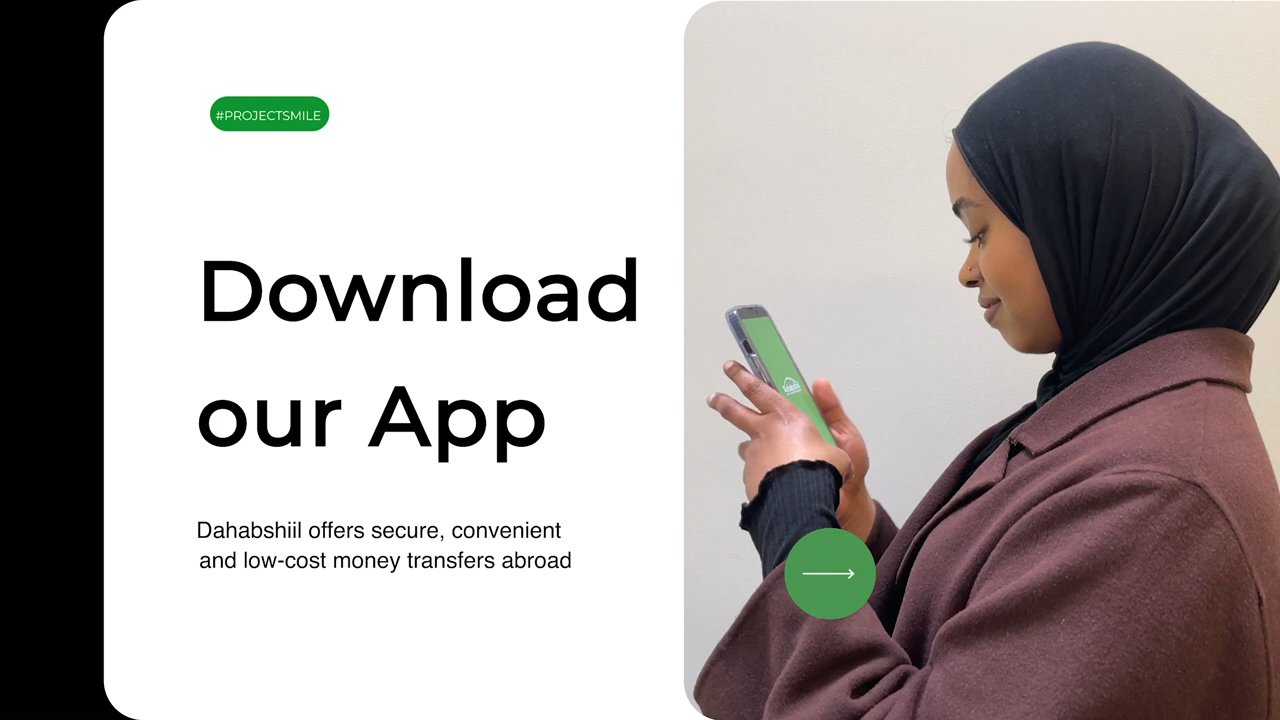 #PROJECTSMILE
Download
our App
Dahabshiil offers secure, convenient
and low-cost money transfers abroad